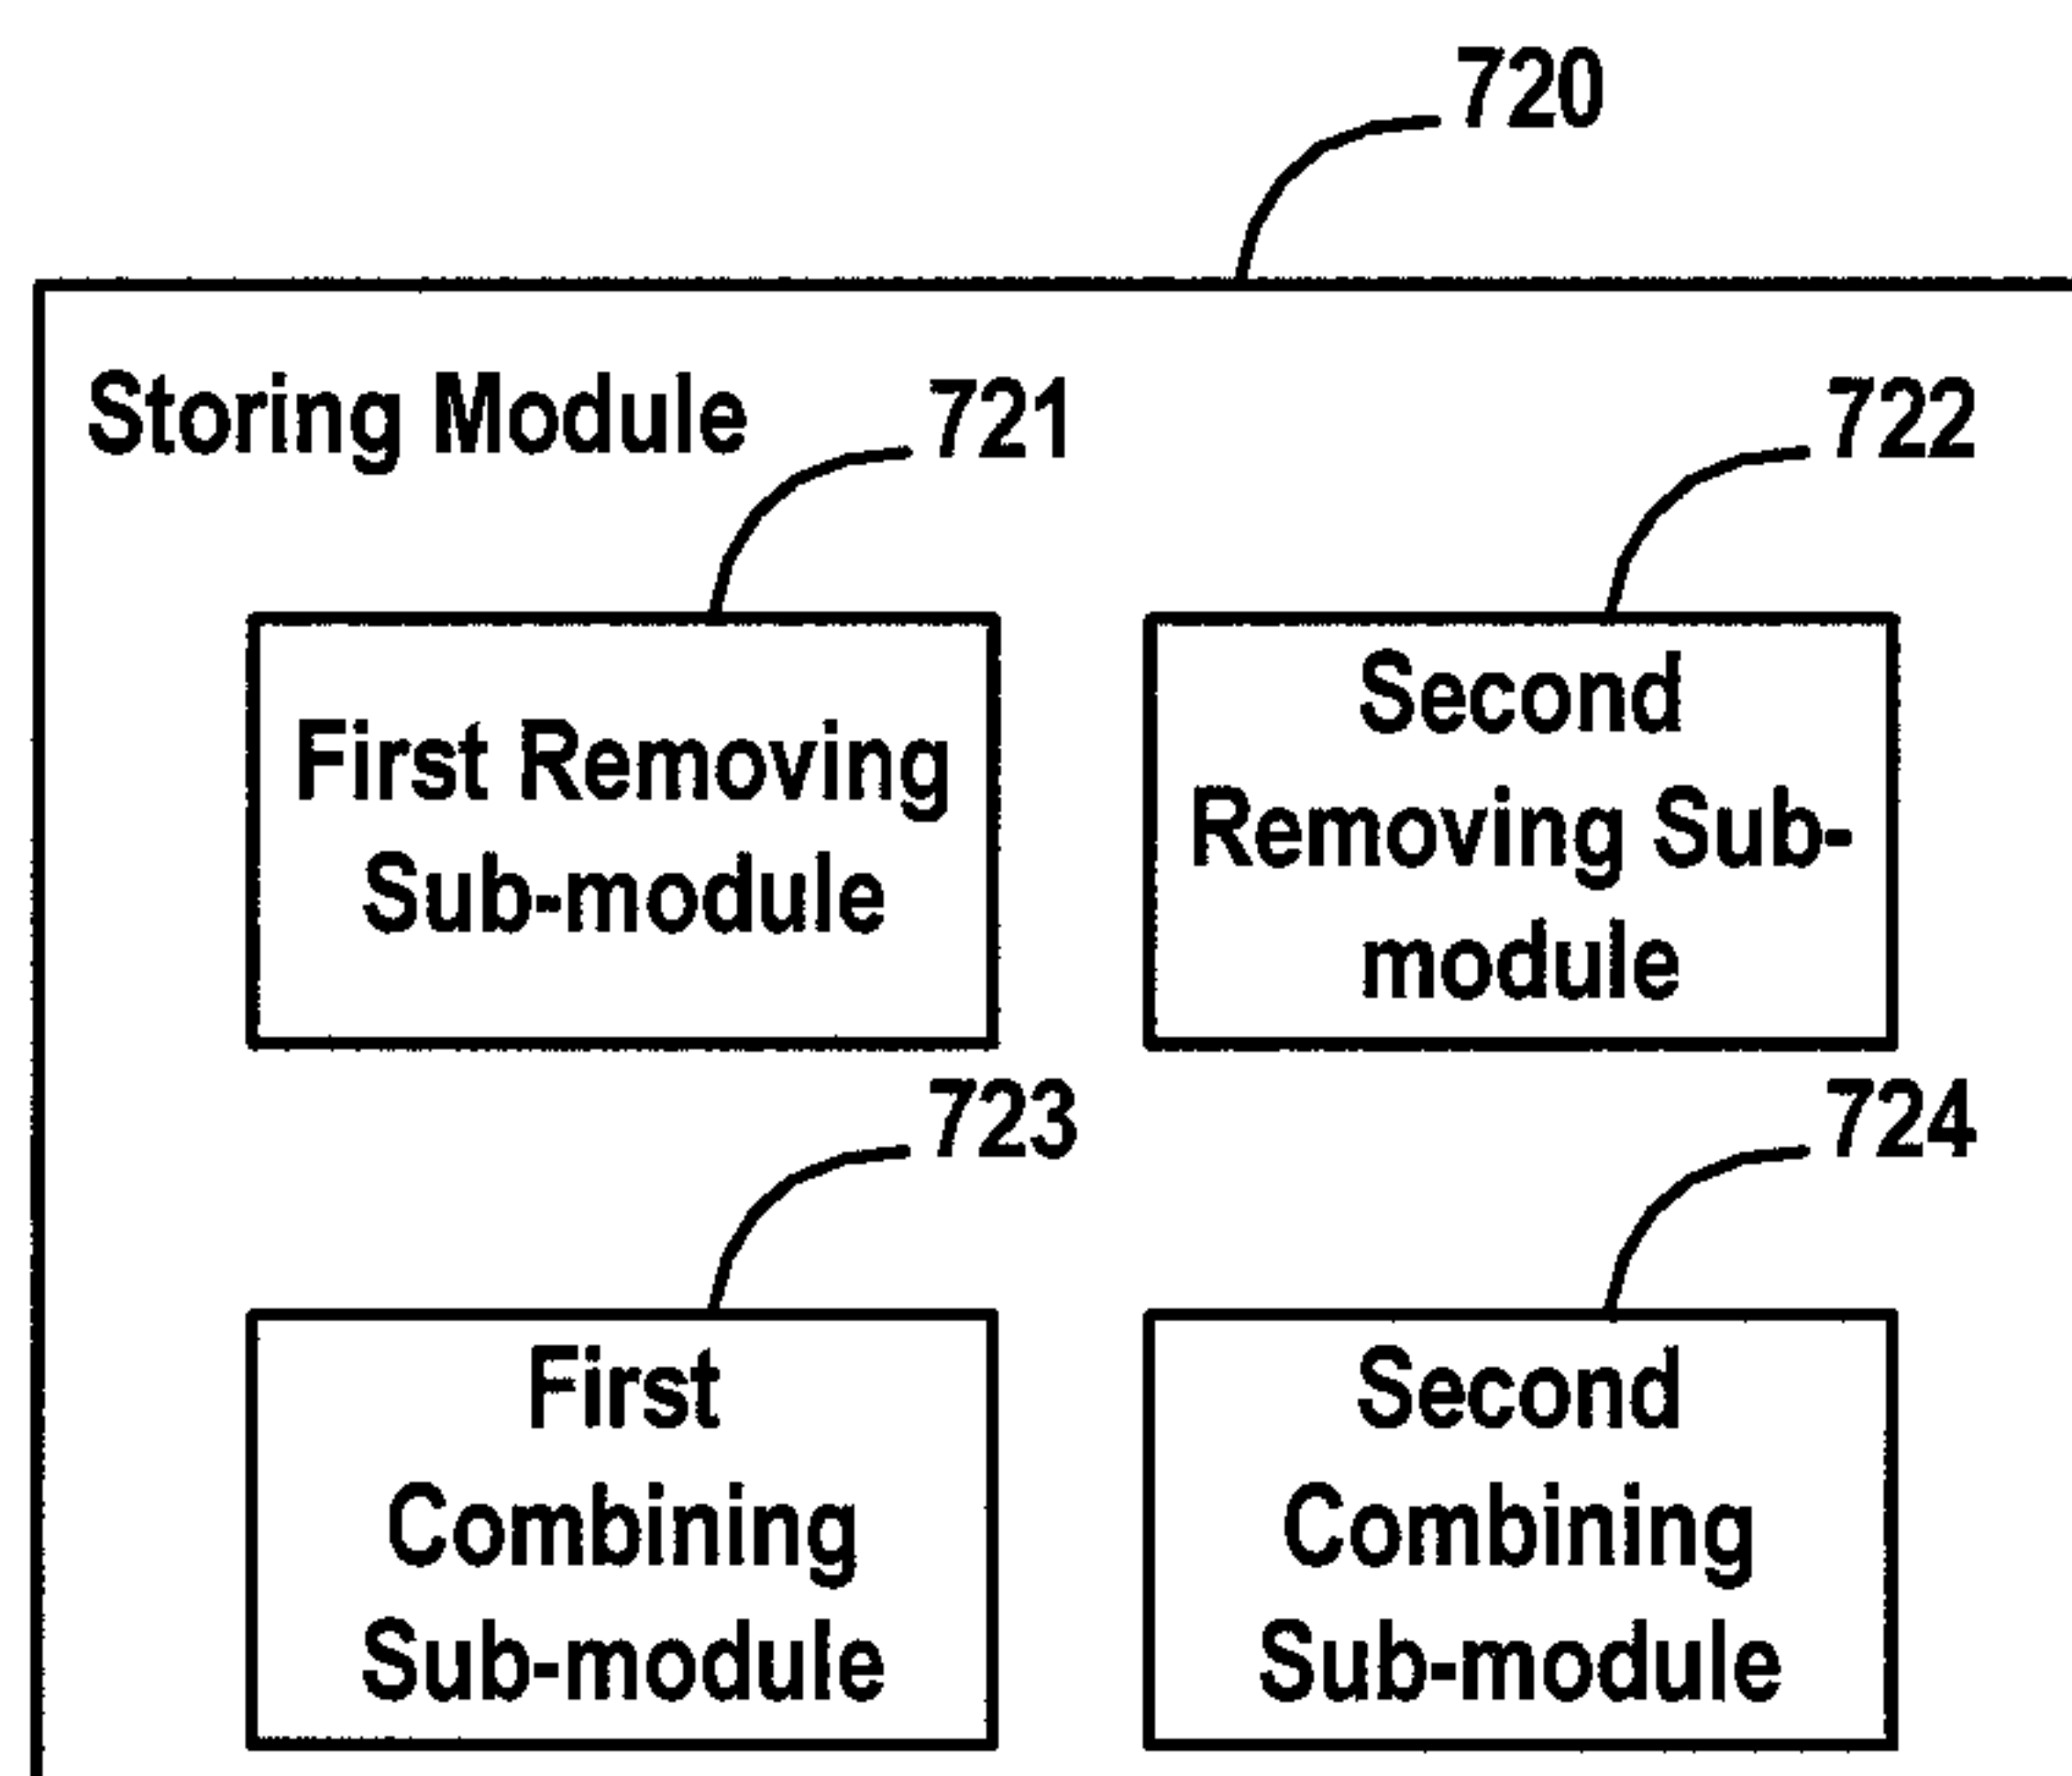 720
Storing Module
721
722
First Removing
Sub-module
Second
Removing Sub-
module
723
724
First
Combining
Sub-module
Second
Combining
Sub-module